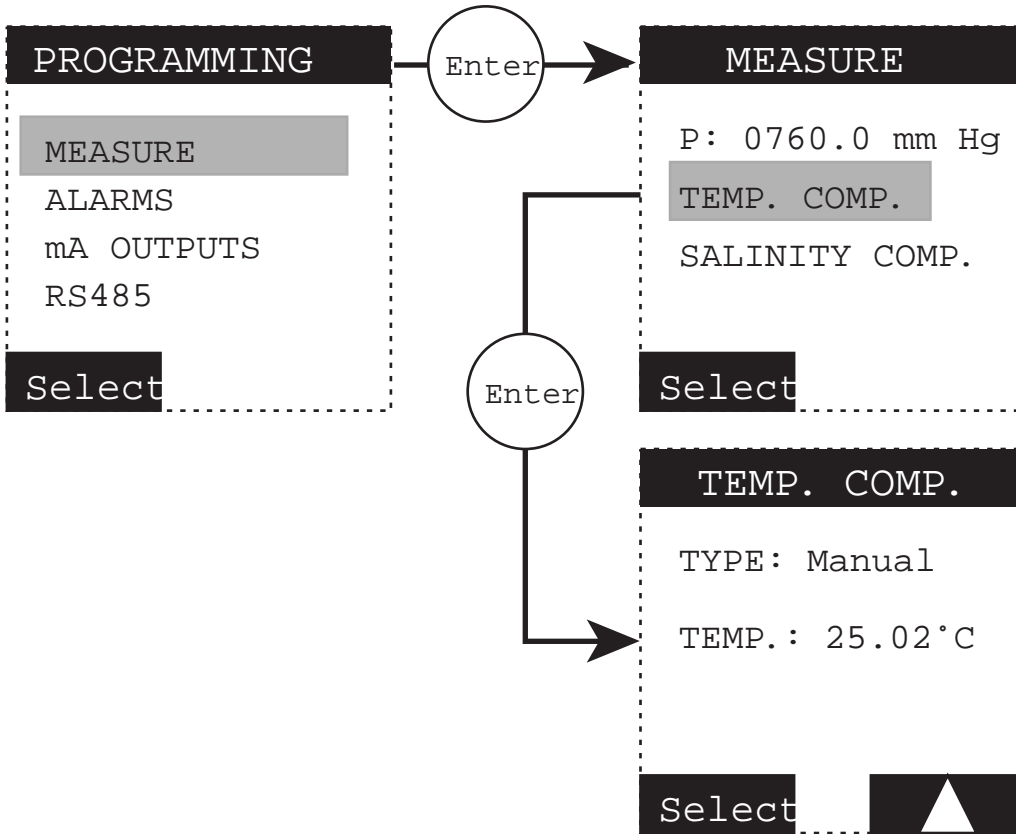 PROGRAMMING
MEASURE
ALARMS
mA OUTPUTS
RS485
Select
Enter
MEASURE
P: 0760.0 mm Hg
TEMP. COMP.
SALINITY COMP.
Select
Enter
TEMP. COMP.
TYPE: Manual
TEMP.: 25.02°C
Select